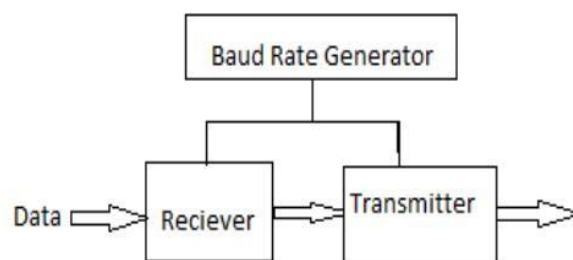 Baud Rate Generator
Data
Reciever
Transmitter